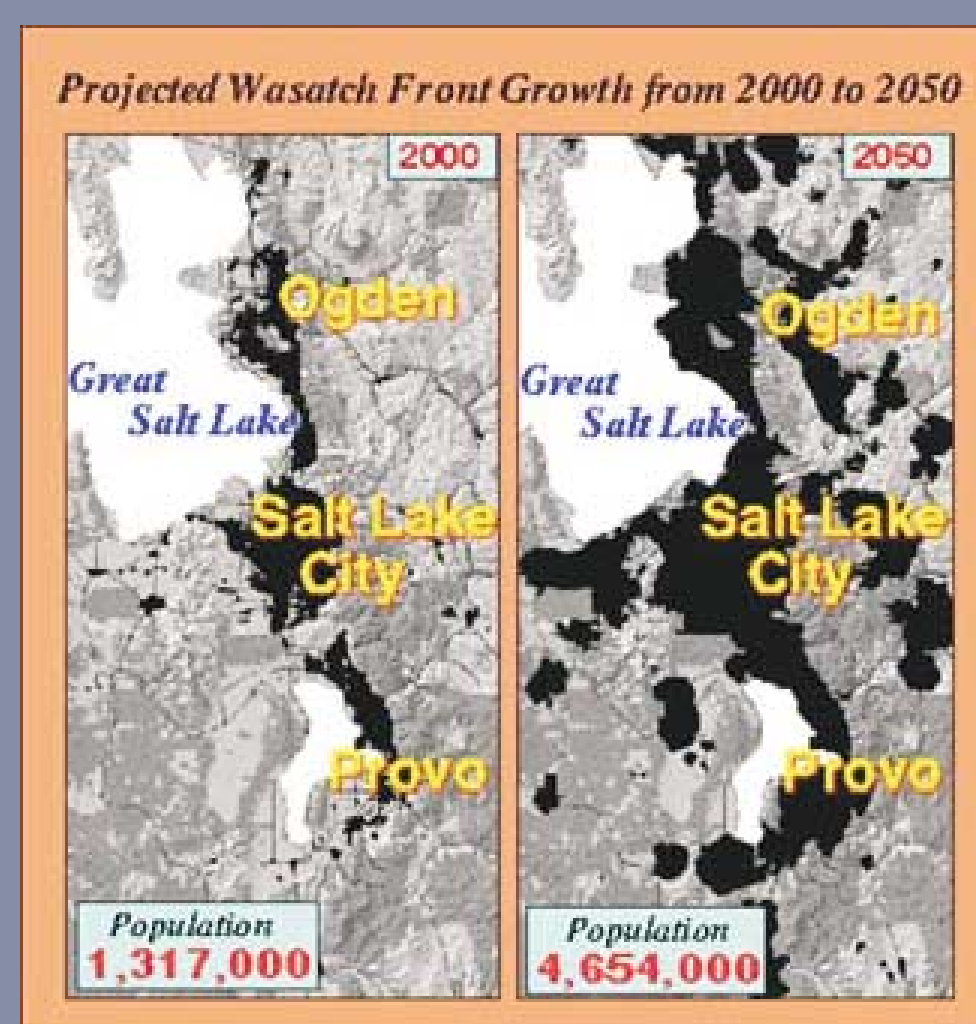 Projected Wasatch Front Growth from 2000 to 2050
2000
Ogden
Great
Salt Lake
Salt Lake
City
Provo
Population
1,317,000
2050
Ogden
Great
Salt Lake
Salt Lake
City
Provo
Population
4,654,000